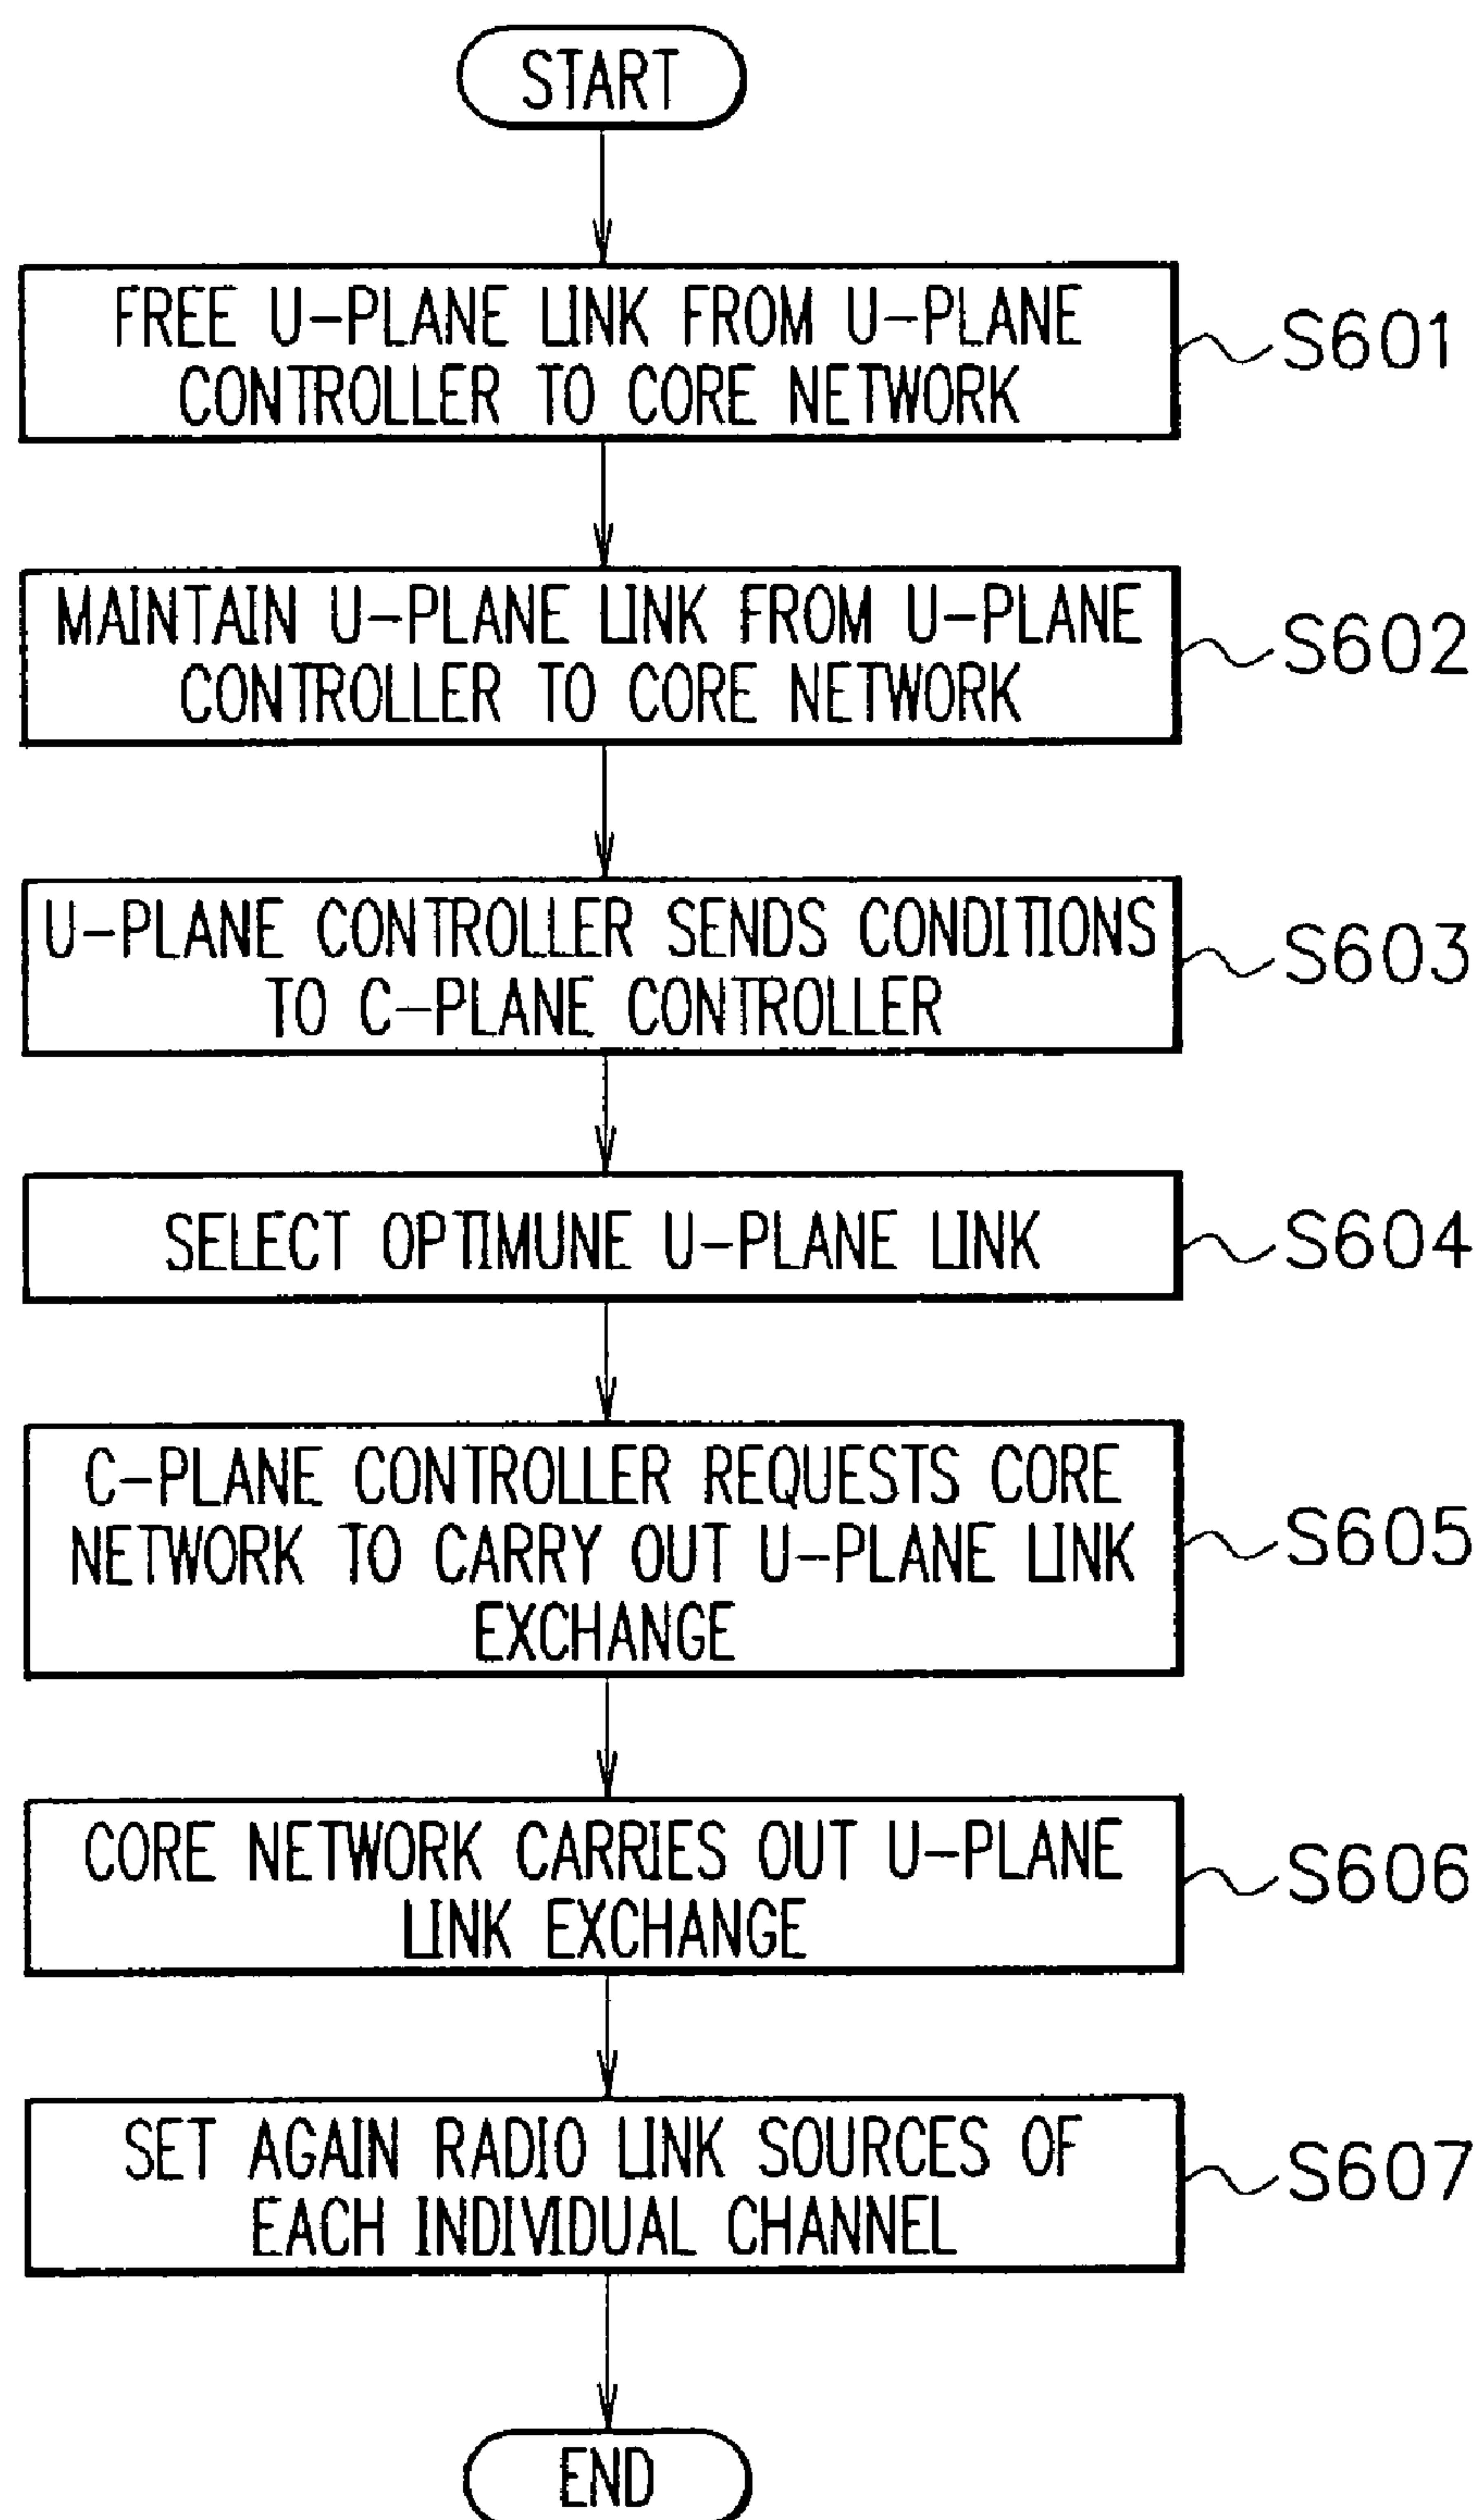 START
FREE U-PLANE LINK FROM U-PLANE
CONTROLLER TO CORE NETWORK
S601
MAINTAIN U-PLANE LINK FROM U-PLANE
CONTROLLER TO CORE NETWORK
S602
U-PLANE CONTROLLER SENDS CONDITIONS
TO C-PLANE CONTROLLER
S603
SELECT OPTIMUNE U-PLANE LINK
S604
C-PLANE CONTROLLER REQUESTS CORE
NETWORK TO CARRY OUT U-PLANE LINK
EXCHANGE
S605
CORE NETWORK CARRIES OUT U-PLANE
LINK EXCHANGE
S606
SET AGAIN RADIO LINK SOURCES OF
EACH INDIVIDUAL CHANNEL
S607
END